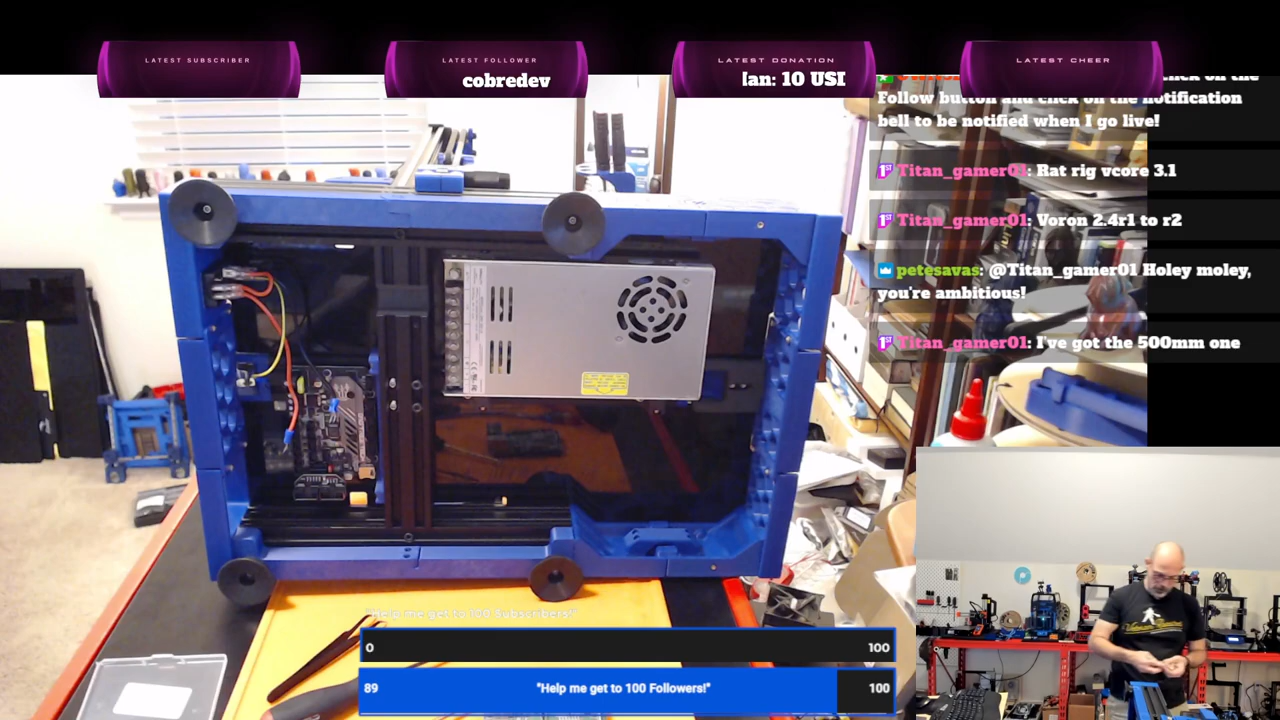 LATEST SUBSCRIBER
LATEST FOLLOWER
cobredev
LATEST DONATION
Ian: 10 USD
LATEST CHEER
click on the
Follow button and click on the notification
bell to be notified when I go live!
Titan_gamer01: Rat rig vcore 3.1
Titan_gamer01: Voron 2.4r1 to r2
petesavas: @Titan_gamer01 Holey moley,
you're ambitious!
Titan_gamer01: I've got the 500mm one
"Help me get to 100 Subscribers!"
0 100
89 "Help me get to 100 Followers!" 100